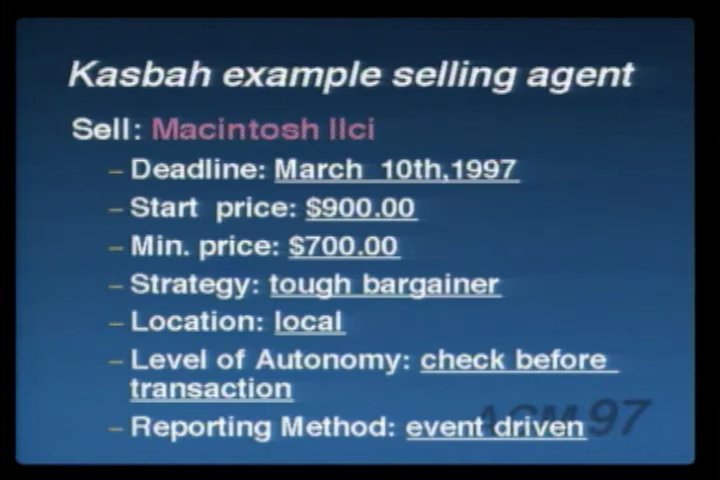 Kasbah example selling agent
Sell: Macintosh IIci
– Deadline: March 10th,1997
– Start price: $900.00
– Min. price: $700.00
– Strategy: tough bargainer
– Location: local
– Level of Autonomy: check before
transaction
– Reporting Method: event driven
ACM 97